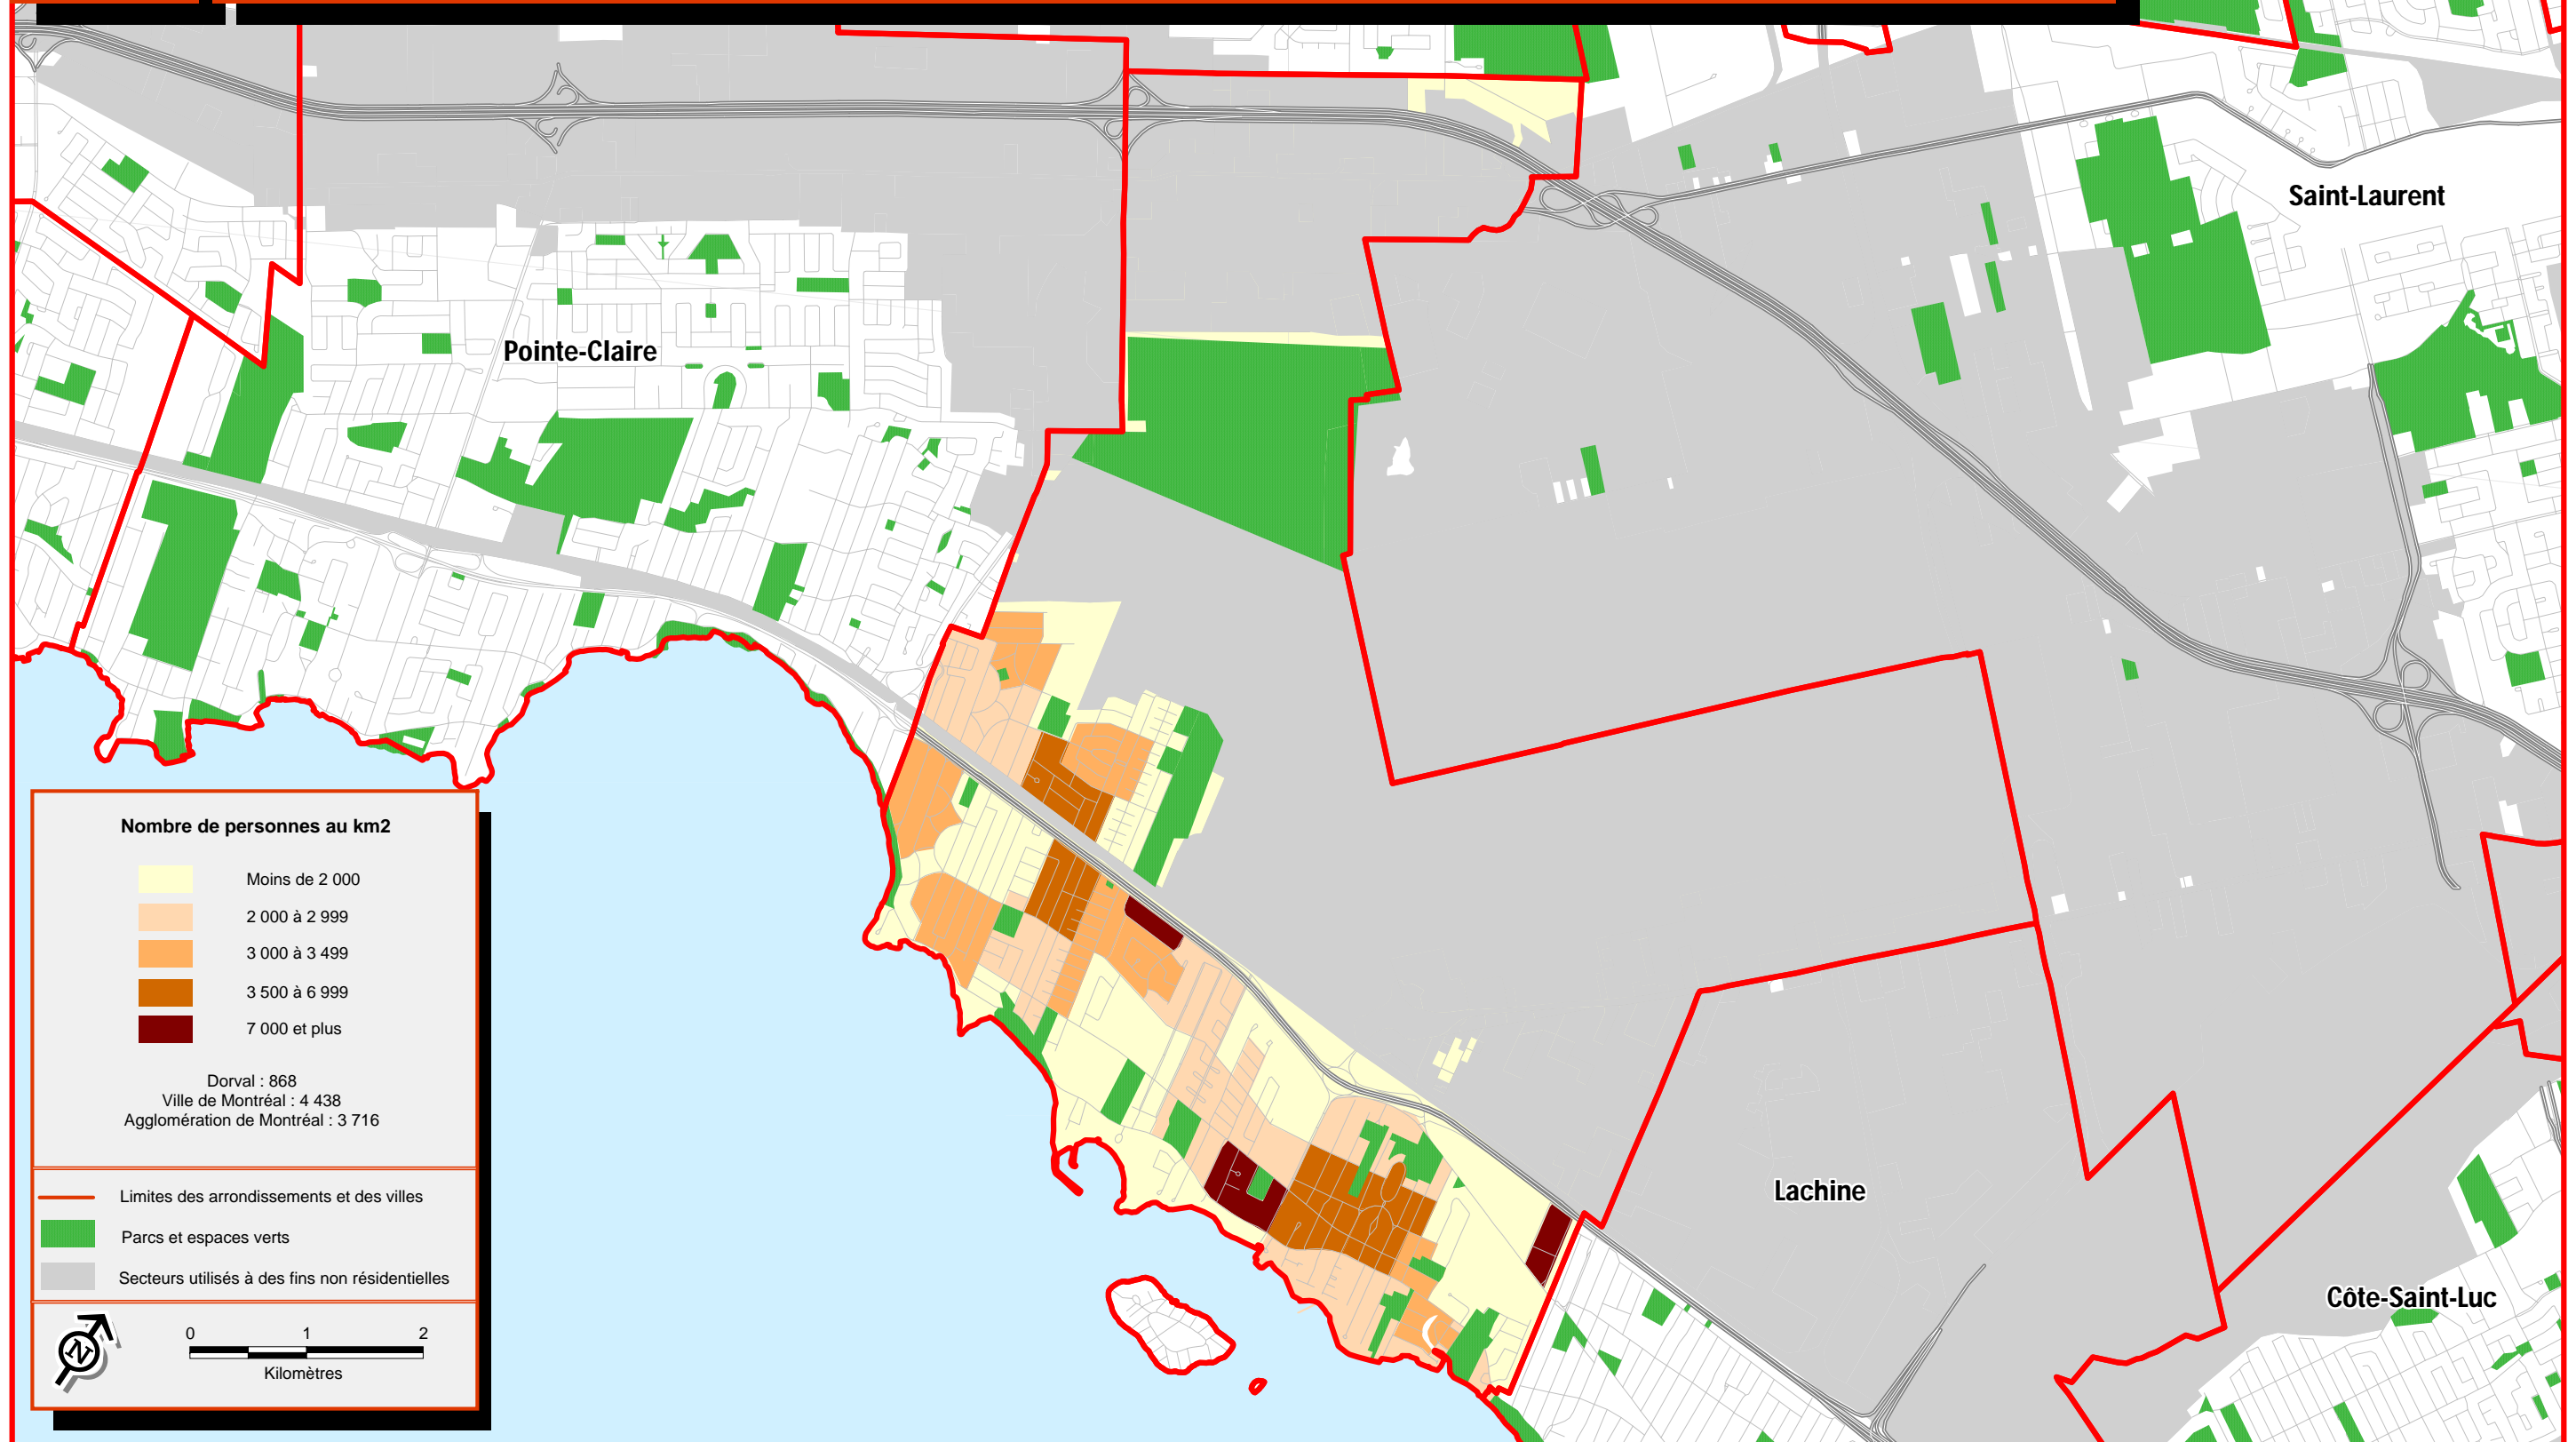 Saint-Laurent
Pointe-Claire
Nombre de personnes au km2
Moins de 2 000
2 000 à 2 999
3 000 à 3 499
3 500 à 6 999
7 000 et plus
Dorval : 868
Ville de Montréal : 4 438
Agglomération de Montréal : 3 716
Limites des arrondissements et des villes
Parcs et espaces verts
Secteurs utilisés à des fins non résidentielles
N
0 1 2
Kilomètres
Lachine
Côte-Saint-Luc